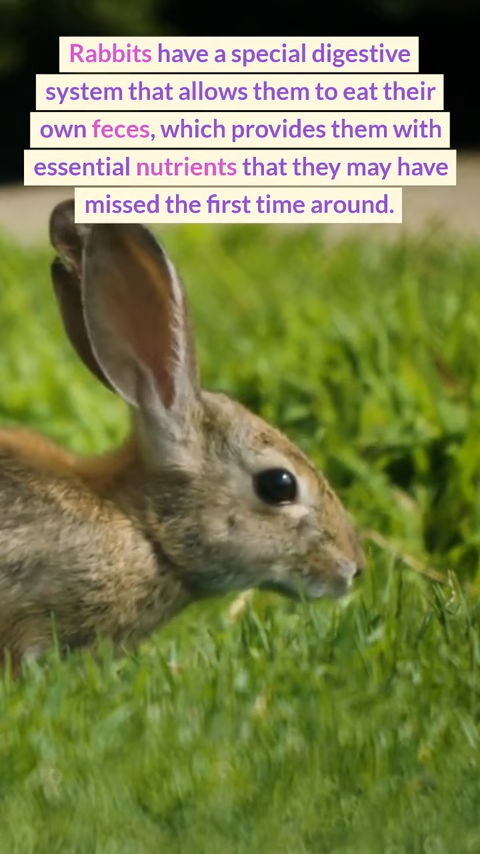 Rabbits have a special digestive
system that allows them to eat their
own feces, which provides them with
essential nutrients that they may have
missed the first time around.